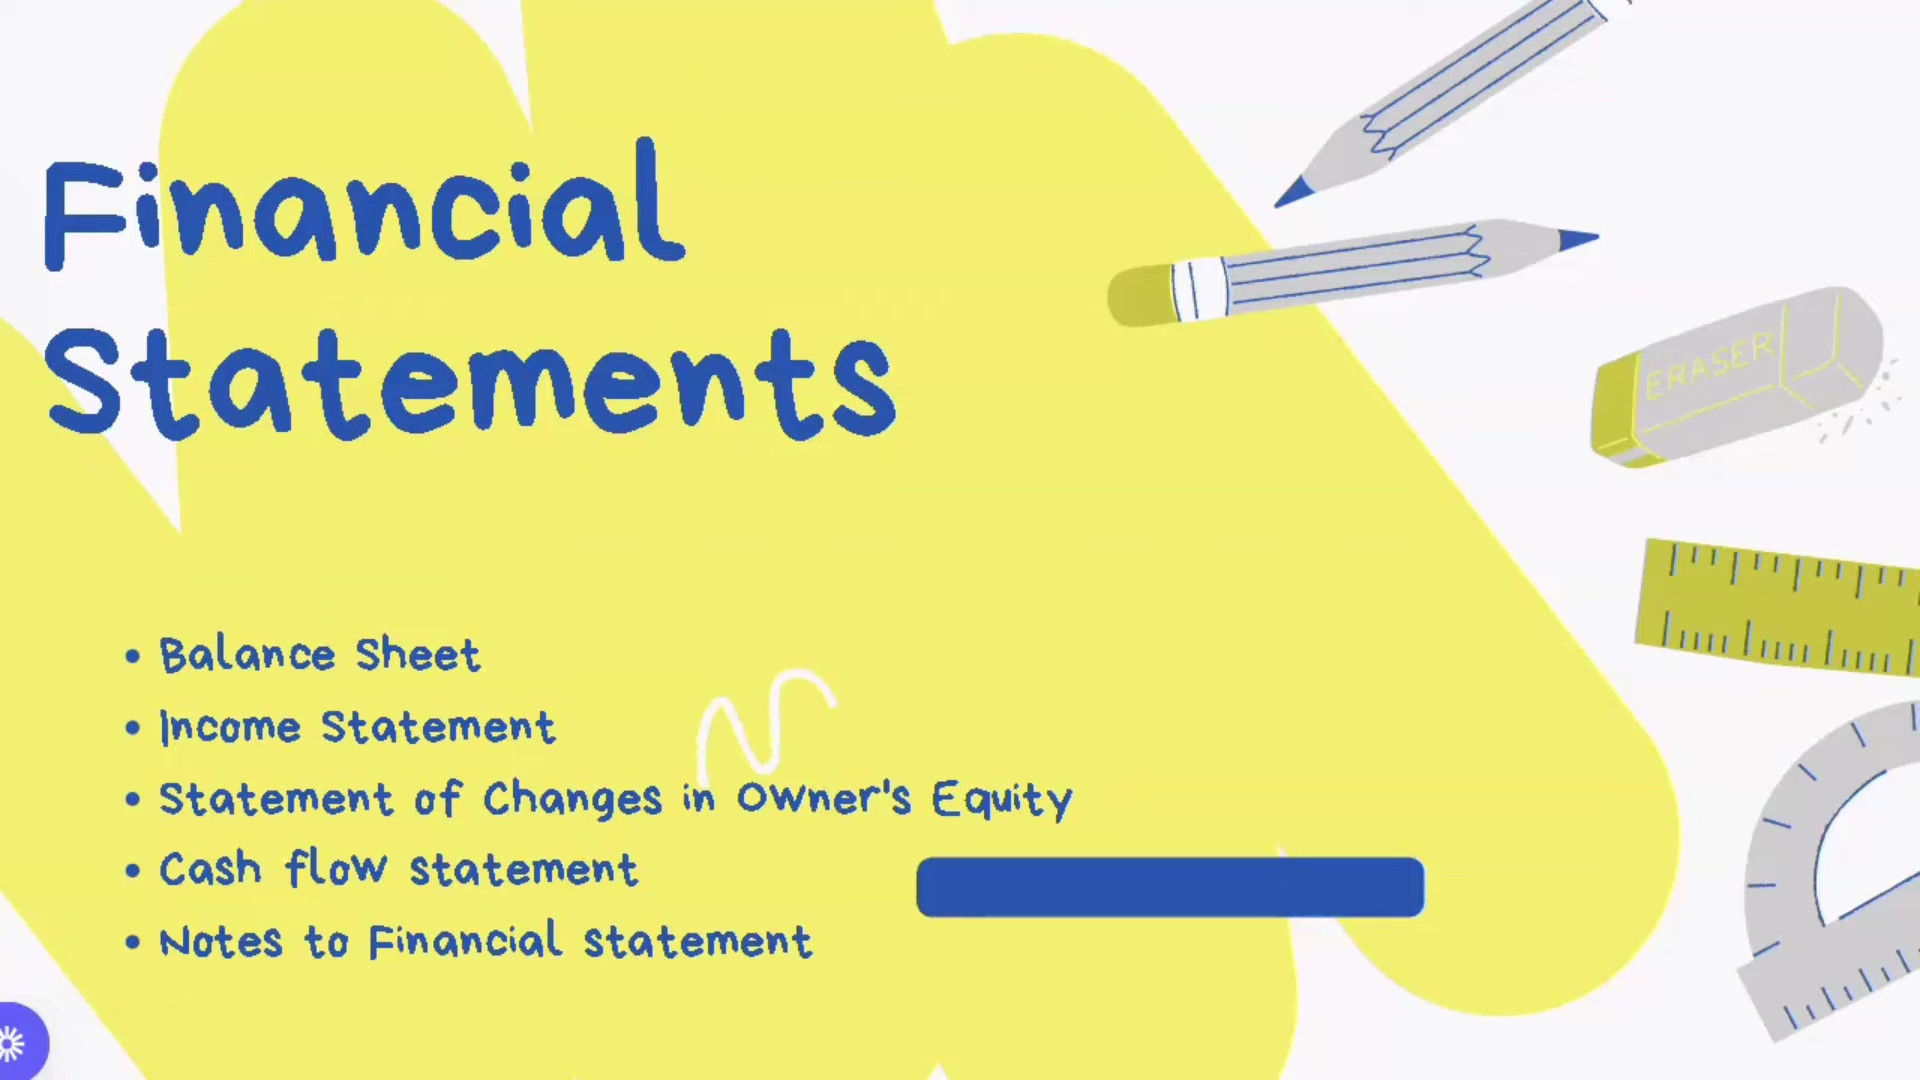 Financial
Statements
ERASER
• Balance Sheet
• Income Statement
• Statement of Changes in Owner's Equity
• Cash flow statement
• Notes to Financial statement